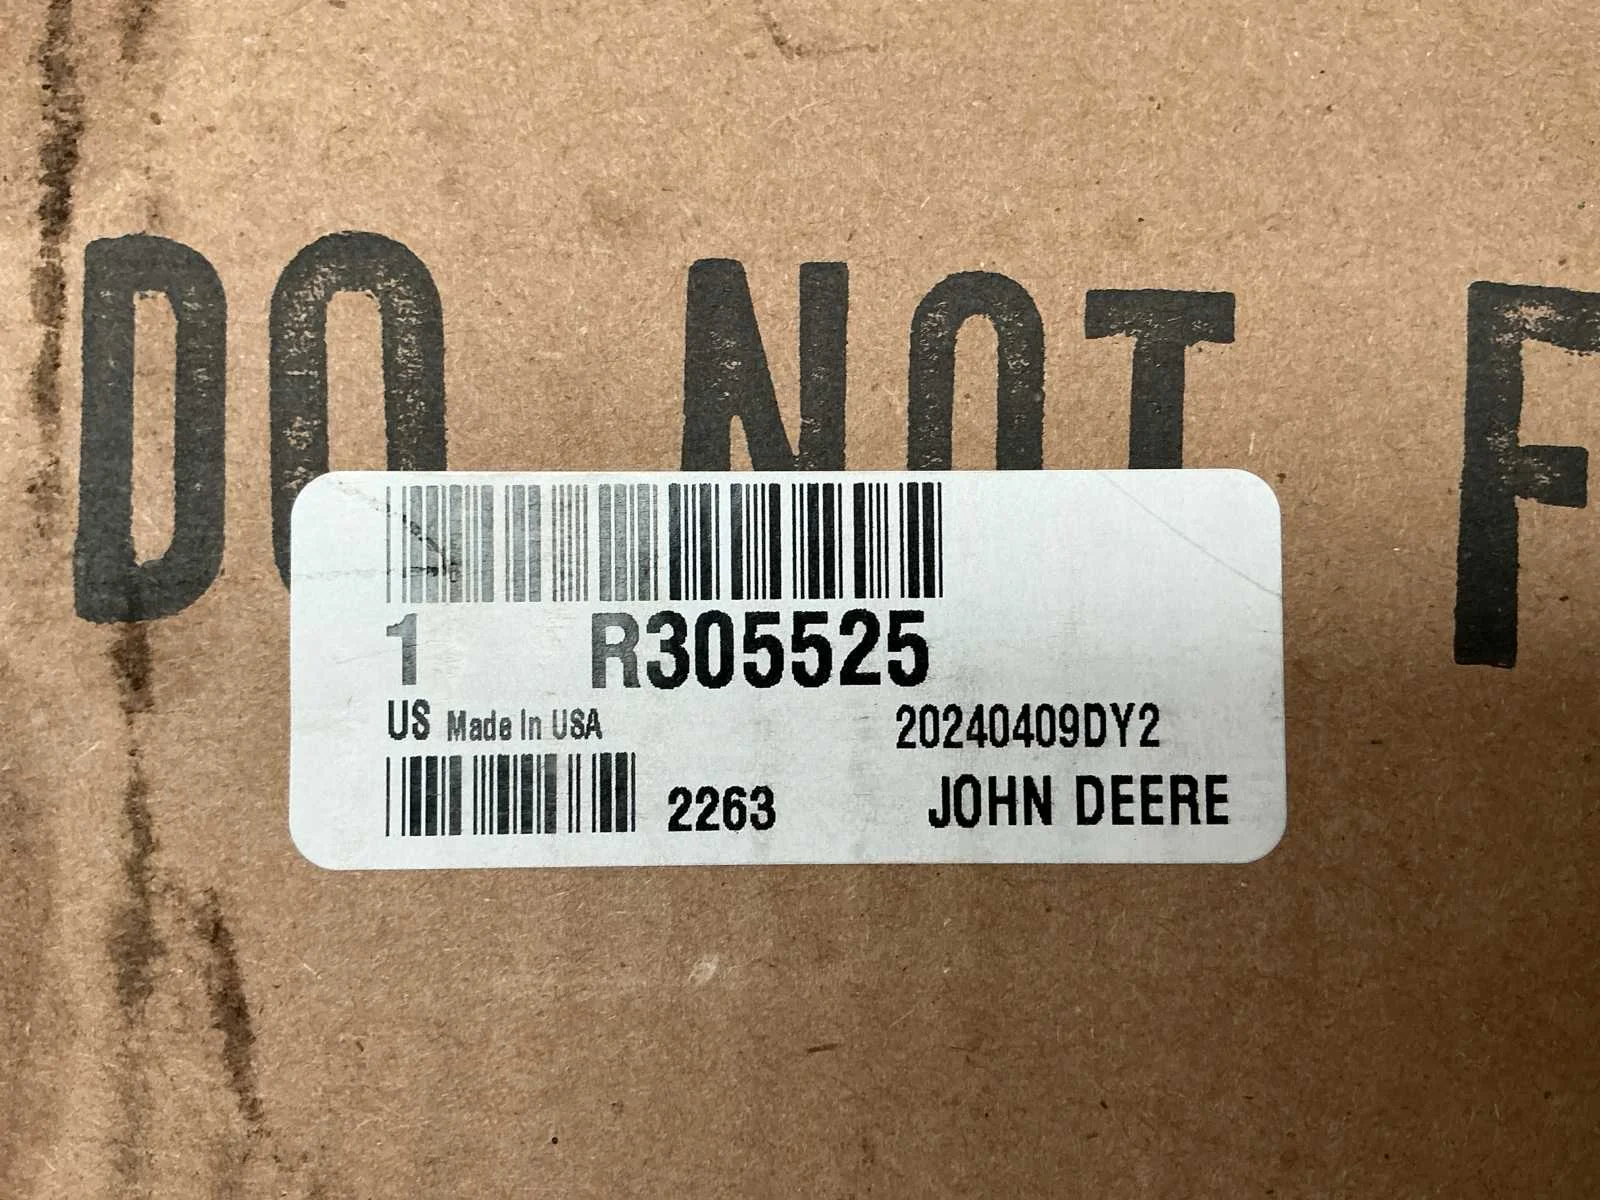 DO NOT F
1 R305525
US Made In USA 20240409DY2
2263 JOHN DEERE